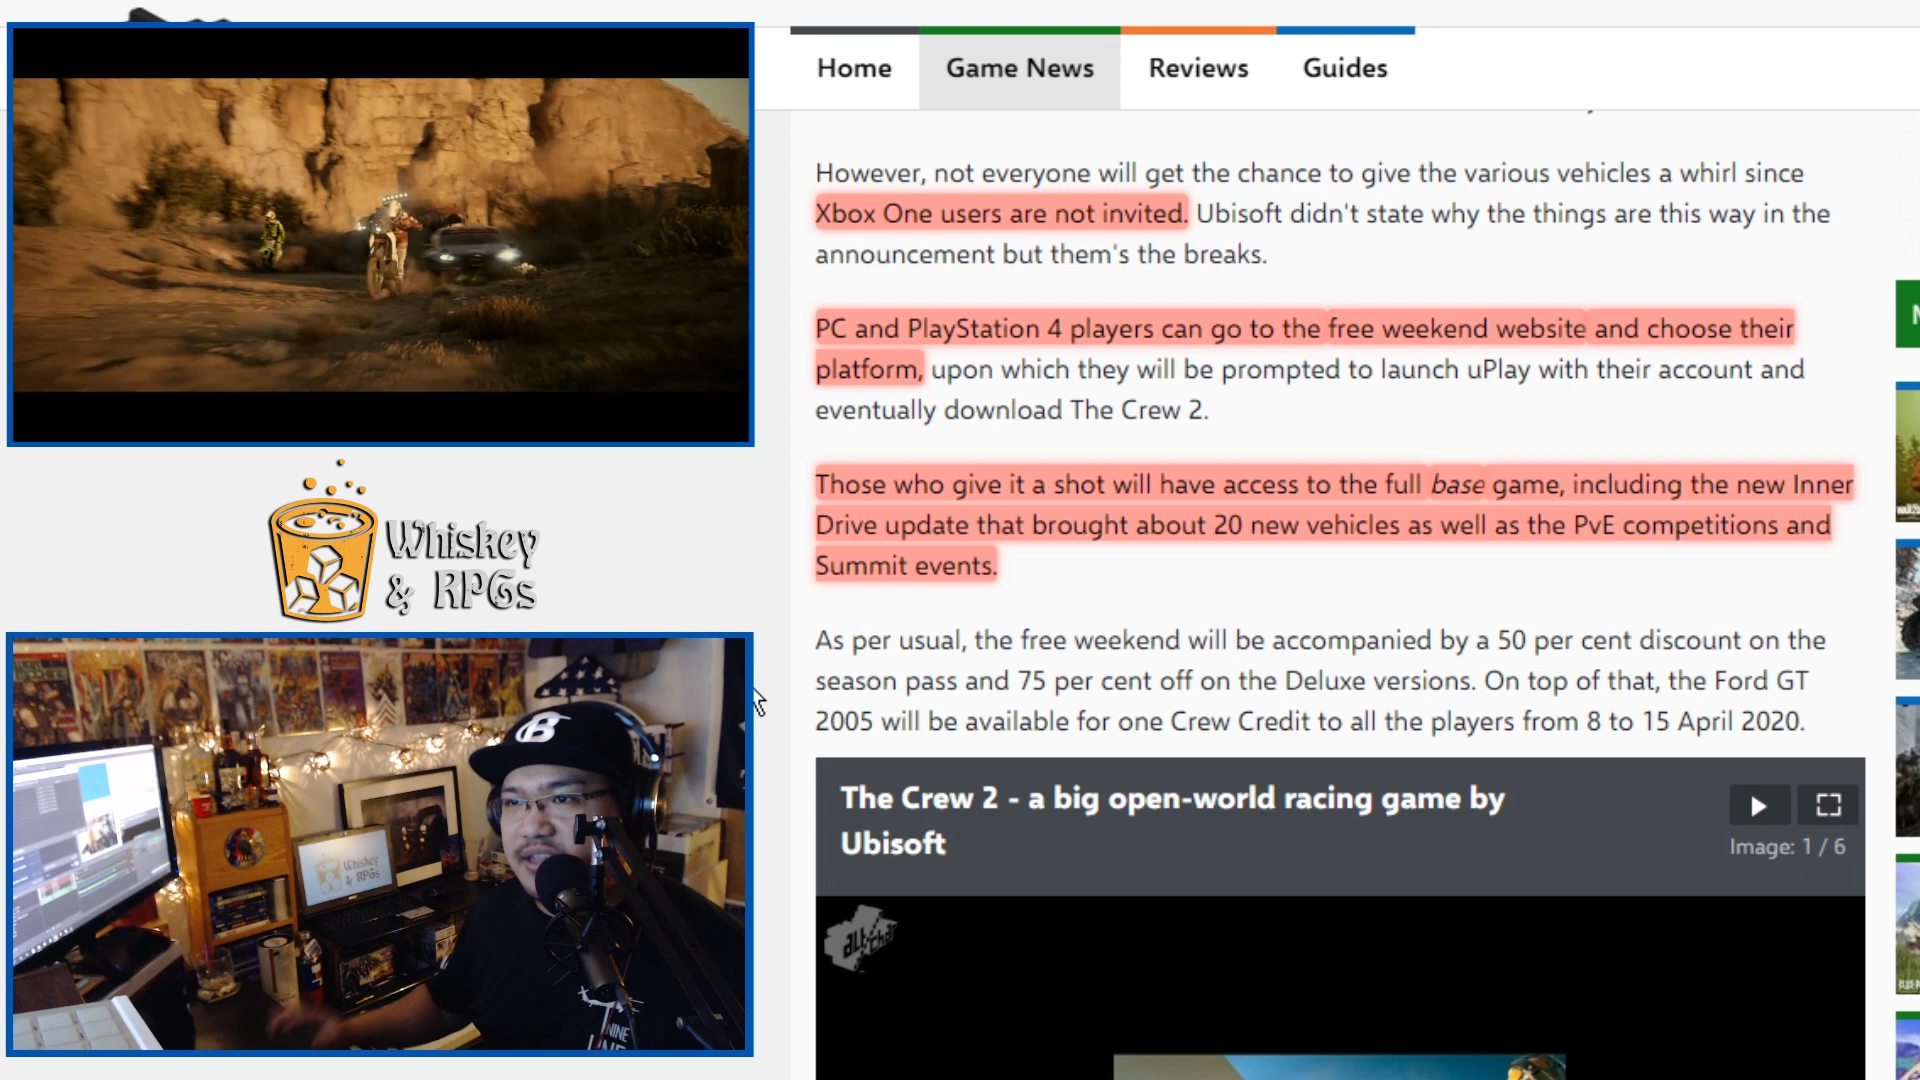 Home
Game News
Reviews
Guides
However, not everyone will get the chance to give the various vehicles a whirl since
Xbox One users are not invited. Ubisoft didn't state why the things are this way in the
announcement but them's the breaks.
PC and PlayStation 4 players can go to the free weekend website and choose their
platform, upon which they will be prompted to launch uPlay with their account and
eventually download The Crew 2.
Those who give it a shot will have access to the full base game, including the new Inner
Drive update that brought about 20 new vehicles as well as the PvE competitions and
Summit events.
As per usual, the free weekend will be accompanied by a 50 per cent discount on the
season pass and 75 per cent off on the Deluxe versions. On top of that, the Ford GT
2005 will be available for one Crew Credit to all the players from 8 to 15 April 2020.
The Crew 2 - a big open-world racing game by
Ubisoft
Image: 1 / 6
Whiskey
& RPGs
B
Whiskey
& RPGs
NINE